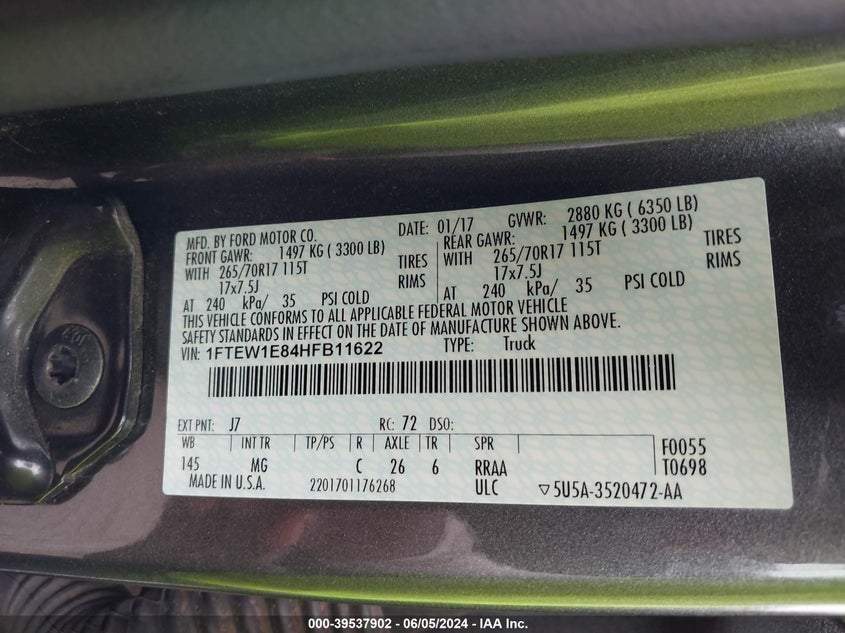 MFD. BY FORD MOTOR CO. DATE: 01/17 GVWR: 2880 KG ( 6350 LB)
FRONT GAWR: 1497 KG ( 3300 LB) REAR GAWR: 1497 KG ( 3300 LB)
WITH 265/70R17 115T TIRES WITH 265/70R17 115T TIRES
17x7.5J RIMS 17x7.5J RIMS
AT 240 kPa/ 35 PSI COLD AT 240 kPa/ 35 PSI COLD
THIS VEHICLE CONFORMS TO ALL APPLICABLE FEDERAL MOTOR VEHICLE
SAFETY STANDARDS IN EFFECT ON THE DATE OF MANUFACTURE SHOWN ABOVE.
VIN: 1FTEW1E84HFB11622 TYPE: Truck
EXT PNT: J7 RC: 72 DSO:
WB INT TR TP/PS R AXLE TR SPR F0055
145 MG C 26 6 RRAA T0698
MADE IN U.S.A. 2201701176268 ULC ▽5U5A-3520472-AA
000-39537902 - 06/05/2024 - IAA Inc.